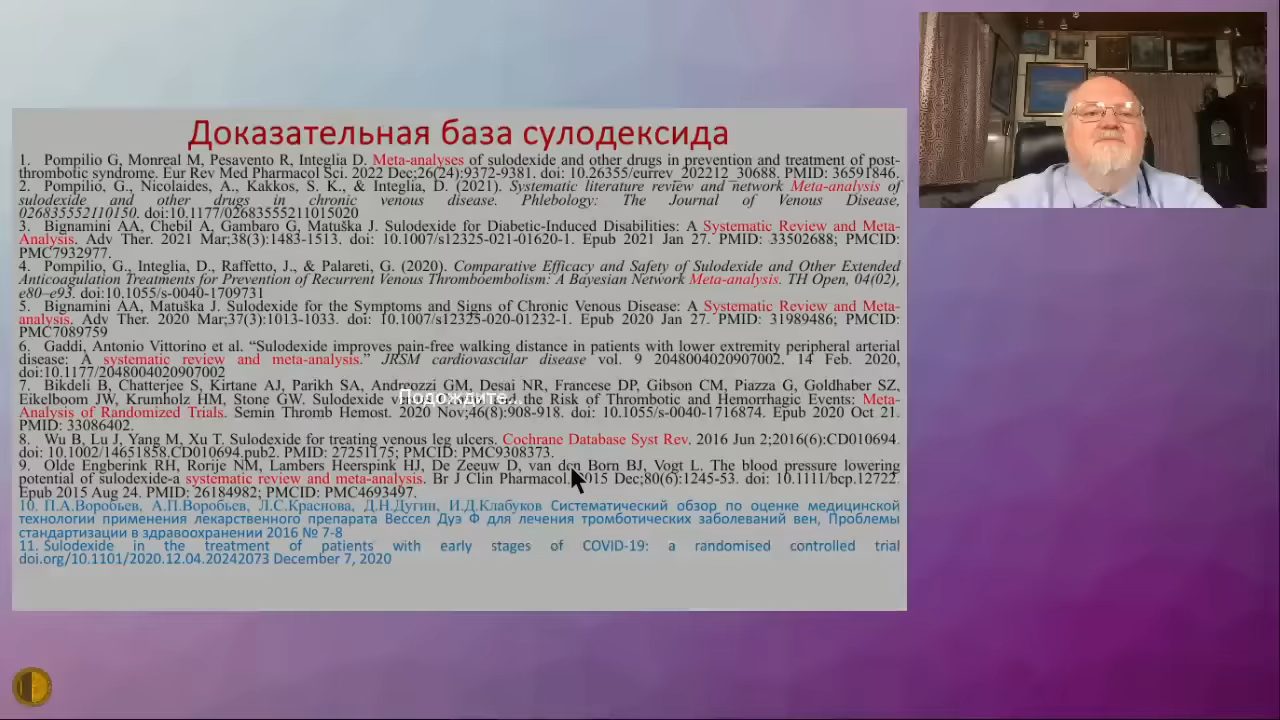 Доказательная база сулодексида
1. Pompilio G, Monreal M, Pesavento R, Integlia D. Meta-analyses of sulodexide and other drugs in prevention and treatment of post-
thrombotic syndrome. Eur Rev Med Pharmacol Sci. 2022 Dec;26(24):9372-9381. doi: 10.26355/eurrev_202212_30688. PMID: 36591846.
2. Pompilio, G., Nicolaides, A., Kakkos, S. K., & Integlia, D. (2021). Systematic literature review and network Meta-analysis of
sulodexide and other drugs in chronic venous disease. Phlebology: The Journal of Venous Disease,
026835552110150. doi:10.1177/02683555211015020
3. Bignamini AA, Chebil A, Gambaro G, Matuška J. Sulodexide for Diabetic-Induced Disabilities: A Systematic Review and Meta-
Analysis. Adv Ther. 2021 Mar;38(3):1483-1513. doi: 10.1007/s12325-021-01620-1. Epub 2021 Jan 27. PMID: 33502688; PMCID:
PMC7932977.
4. Pompilio, G., Integlia, D., Raffetto, J., & Palareti, G. (2020). Comparative Efficacy and Safety of Sulodexide and Other Extended
Anticoagulation Treatments for Prevention of Recurrent Venous Thromboembolism: A Bayesian Network Meta-analysis. TH Open, 04(02),
e80–e93. doi:10.1055/s-0040-1709731
5. Bignamini AA, Matuška J. Sulodexide for the Symptoms and Signs of Chronic Venous Disease: A Systematic Review and Meta-
analysis. Adv Ther. 2020 Mar;37(3):1013-1033. doi: 10.1007/s12325-020-01232-1. Epub 2020 Jan 27. PMID: 31989486; PMCID:
PMC7089759
6. Gaddi, Antonio Vittorino et al. “Sulodexide improves pain-free walking distance in patients with lower extremity peripheral arterial
disease: A systematic review and meta-analysis.” JRSM cardiovascular disease vol. 9 2048004020907002. 14 Feb. 2020,
doi:10.1177/2048004020907002
7. Bikdeli B, Chatterjee S, Kirtane AJ, Parikh SA, Andreozzi GM, Desai NR, Francese DP, Gibson CM, Piazza G, Goldhaber SZ,
Eikelboom JW, Krumholz HM, Stone GW. Sulodexide the Risk of Thrombotic and Hemorrhagic Events: Meta-
Подождите...
Analysis of Randomized Trials. Semin Thromb Hemost. 2020 Nov;46(8):908-918. doi: 10.1055/s-0040-1716874. Epub 2020 Oct 21.
PMID: 33086402.
8. Wu B, Lu J, Yang M, Xu T. Sulodexide for treating venous leg ulcers. Cochrane Database Syst Rev. 2016 Jun 2;2016(6):CD010694.
doi: 10.1002/14651858.CD010694.pub2. PMID: 27251175; PMCID: PMC9308373.
9. Olde Engberink RH, Rorije NM, Lambers Heerspink HJ, De Zeeuw D, van den Born BJ, Vogt L. The blood pressure lowering
potential of sulodexide-a systematic review and meta-analysis. Br J Clin Pharmacol. 2015 Dec;80(6):1245-53. doi: 10.1111/bcp.12722.
Epub 2015 Aug 24. PMID: 26184982; PMCID: PMC4693497.
10. П.А.Воробьев, А.П.Воробьев, Л.С.Краснова, Д.Н.Дугин, И.Д.Клабуков Систематический обзор по оценке медицинской
технологии применения лекарственного препарата Вессел Дуэ Ф для лечения тромботических заболеваний вен, Проблемы
стандартизации в здравоохранении 2016 № 7-8
11. Sulodexide in the treatment of patients with early stages of COVID-19: a randomised controlled trial
doi.org/10.1101/2020.12.04.20242073 December 7, 2020